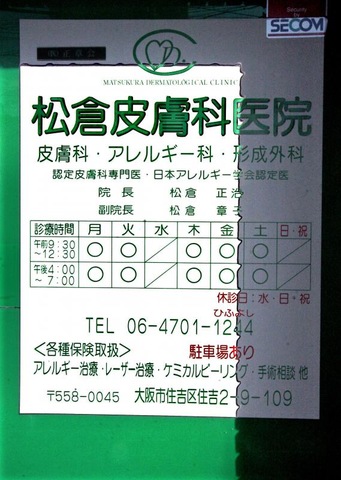 Security
SECOM
MATSUKURA DERMATOLOGICAL CLINIC
松倉皮膚科医院
皮膚科・アレルギー科・形成外科
認定皮膚科専門医・日本アレルギー学会認定医
院長 松倉 正治
副院長 松倉 章子
診療時間 月 火 水 木 金 土 日・祝
午前9:30～12:30 ○ ○ ／ ○ ○ ○ ／
午後4:00～7:00 ○ ○ ／ ○ ○ ○ ／
休診日：水・日・祝
ひふよし
TEL 06-4701-1244
＜各種保険取扱＞ 駐車場あり
アレルギー治療・レーザー治療・ケミカルピーリング・手術相談 他
〒558-0045 大阪市住吉区住吉2-9-109